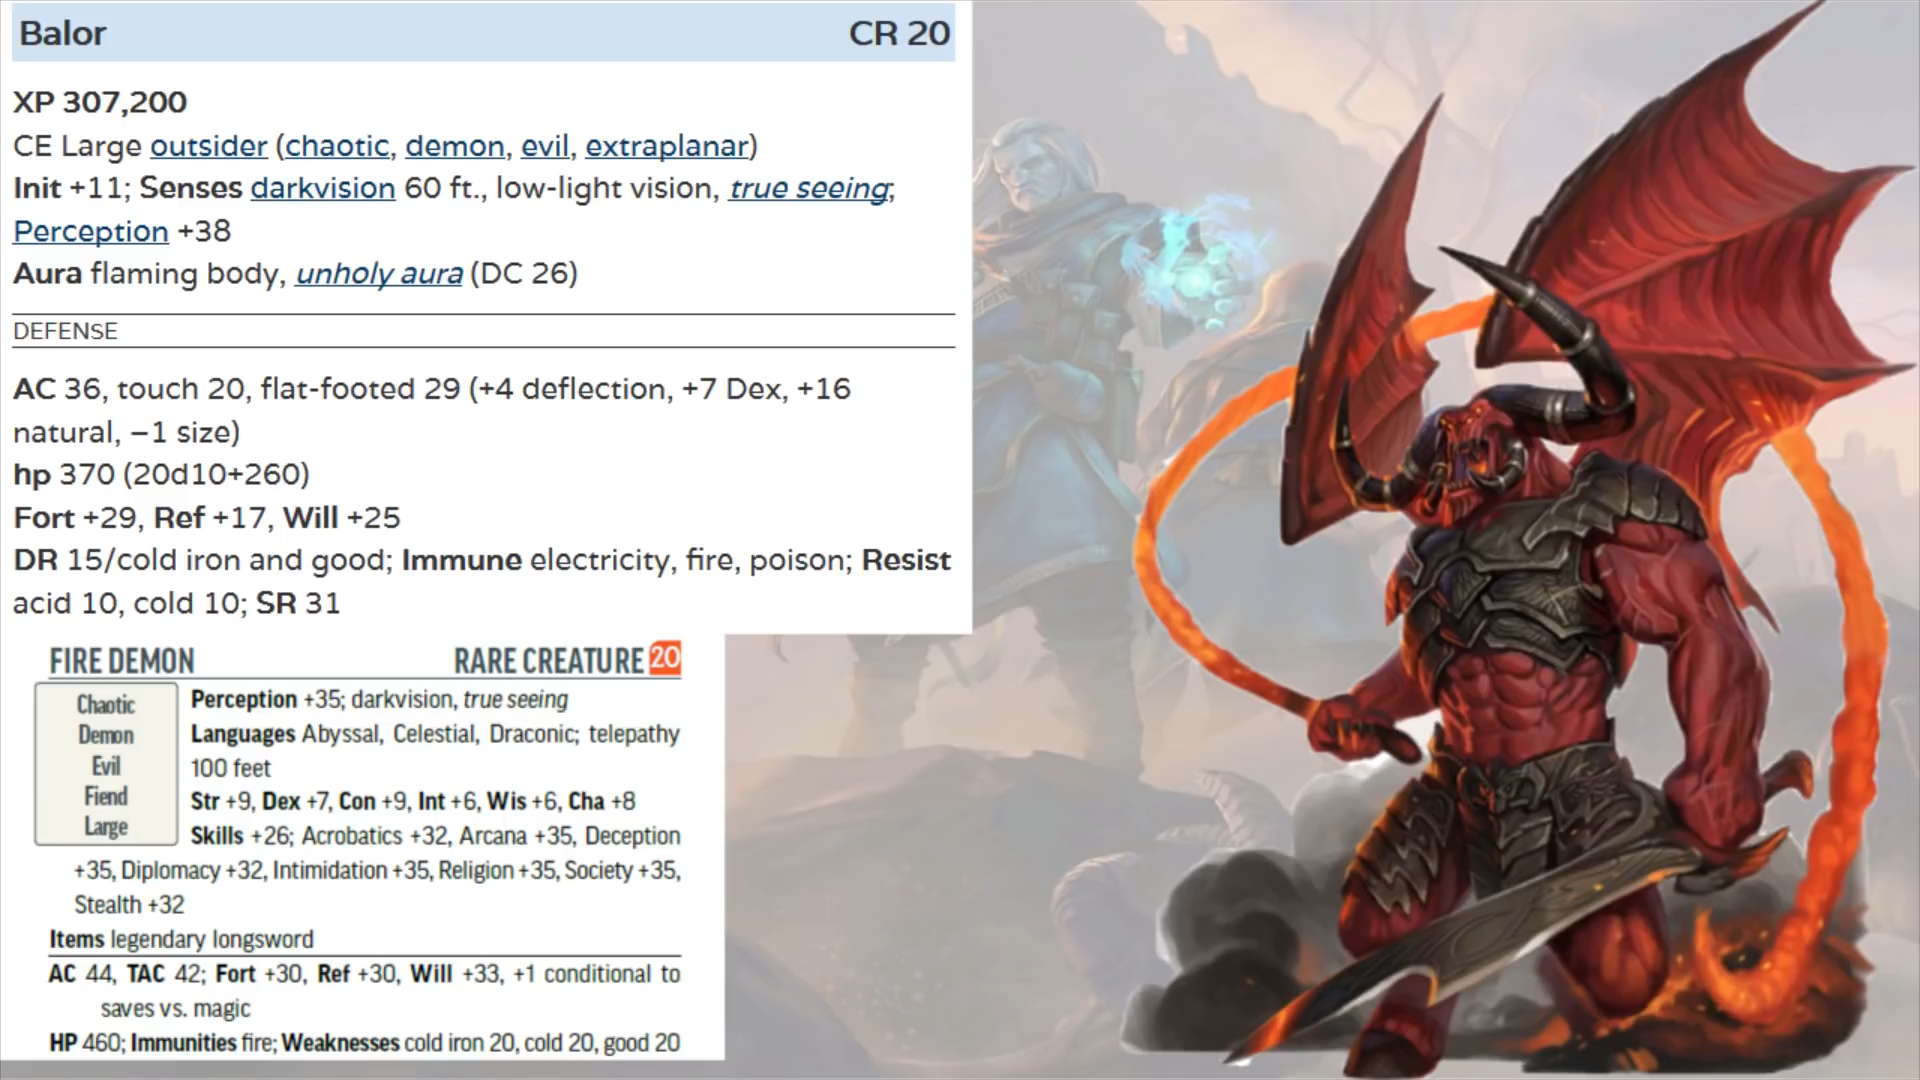 Balor CR 20
XP 307,200
CE Large outsider (chaotic, demon, evil, extraplanar)
Init +11; Senses darkvision 60 ft., low-light vision, true seeing;
Perception +38
Aura flaming body, unholy aura (DC 26)
DEFENSE
AC 36, touch 20, flat-footed 29 (+4 deflection, +7 Dex, +16
natural, –1 size)
hp 370 (20d10+260)
Fort +29, Ref +17, Will +25
DR 15/cold iron and good; Immune electricity, fire, poison; Resist
acid 10, cold 10; SR 31
FIRE DEMON RARE CREATURE 20
Chaotic
Demon
Evil
Fiend
Large
Perception +35; darkvision, true seeing
Languages Abyssal, Celestial, Draconic; telepathy
100 feet
Str +9, Dex +7, Con +9, Int +6, Wis +6, Cha +8
Skills +26; Acrobatics +32, Arcana +35, Deception
+35, Diplomacy +32, Intimidation +35, Religion +35, Society +35,
Stealth +32
Items legendary longsword
AC 44, TAC 42; Fort +30, Ref +30, Will +33, +1 conditional to
saves vs. magic
HP 460; Immunities fire; Weaknesses cold iron 20, cold 20, good 20